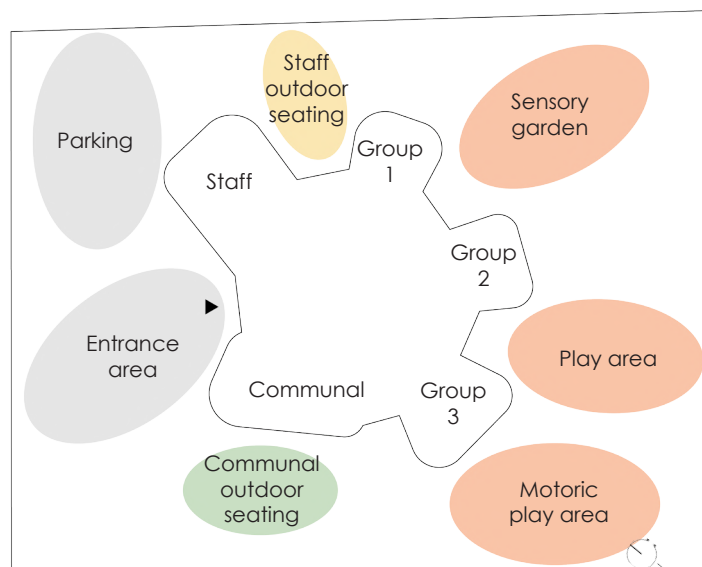 Staff
outdoor
seating
Parking
Sensory
garden
Group
1
Staff
Group
2
Entrance
area
Play area
Communal
Group
3
Communal
outdoor
seating
Motoric
play area